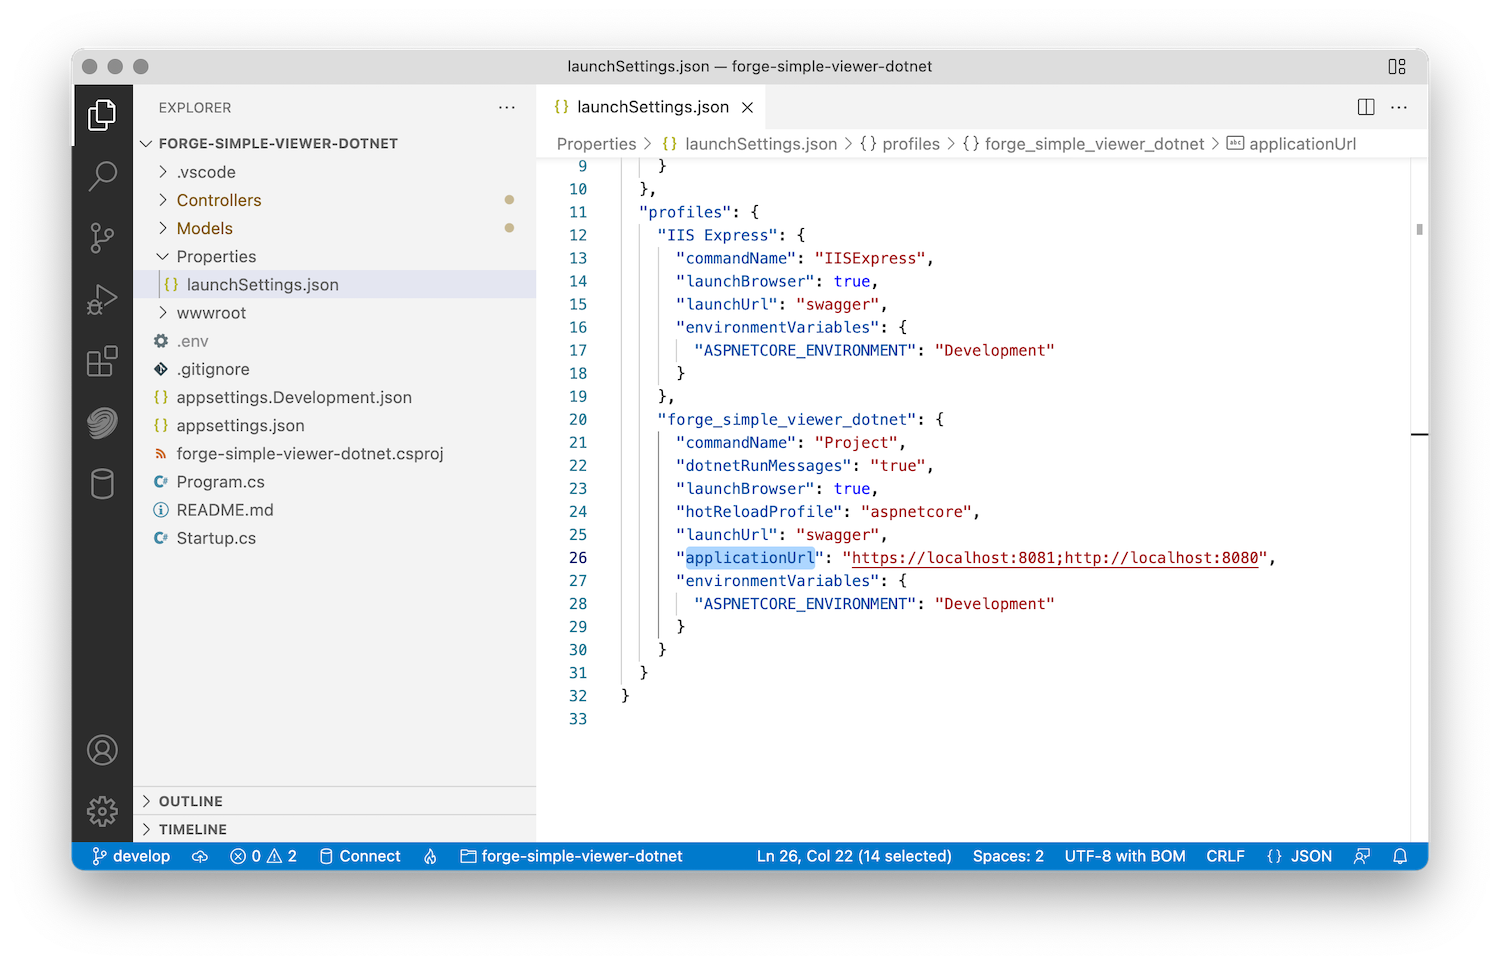 launchSettings.json — forge-simple-viewer-dotnet
EXPLORER
FORGE-SIMPLE-VIEWER-DOTNET
.vscode
Controllers
Models
Properties
{} launchSettings.json
wwwroot
.env
.gitignore
{} appsettings.Development.json
{} appsettings.json
forge-simple-viewer-dotnet.csproj
C# Program.cs
README.md
C# Startup.cs
OUTLINE
TIMELINE
{} launchSettings.json
Properties > {} launchSettings.json > {} profiles > {} forge_simple_viewer_dotnet > abc applicationUrl
9 }
10 },
11 "profiles": {
12 "IIS Express": {
13 "commandName": "IISExpress",
14 "launchBrowser": true,
15 "launchUrl": "swagger",
16 "environmentVariables": {
17 "ASPNETCORE_ENVIRONMENT": "Development"
18 }
19 },
20 "forge_simple_viewer_dotnet": {
21 "commandName": "Project",
22 "dotnetRunMessages": "true",
23 "launchBrowser": true,
24 "hotReloadProfile": "aspnetcore",
25 "launchUrl": "swagger",
26 "applicationUrl": "https://localhost:8081;http://localhost:8080",
27 "environmentVariables": {
28 "ASPNETCORE_ENVIRONMENT": "Development"
29 }
30 }
31 }
32 }
33
develop 0 2 Connect forge-simple-viewer-dotnet Ln 26, Col 22 (14 selected) Spaces: 2 UTF-8 with BOM CRLF {} JSON